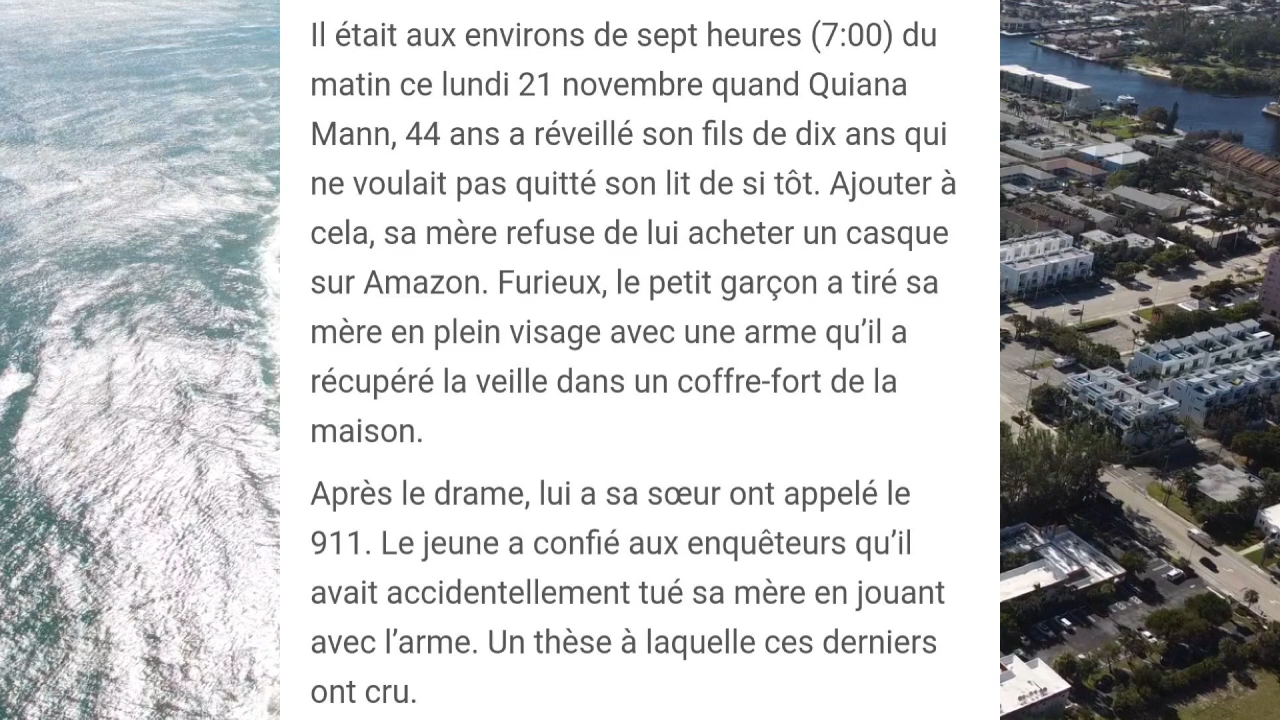 Il était aux environs de sept heures (7:00) du
matin ce lundi 21 novembre quand Quiana
Mann, 44 ans a réveillé son fils de dix ans qui
ne voulait pas quitté son lit de si tôt. Ajouter à
cela, sa mère refuse de lui acheter un casque
sur Amazon. Furieux, le petit garçon a tiré sa
mère en plein visage avec une arme qu’il a
récupéré la veille dans un coffre-fort de la
maison.
Après le drame, lui a sa sœur ont appelé le
911. Le jeune a confié aux enquêteurs qu’il
avait accidentellement tué sa mère en jouant
avec l’arme. Un thèse à laquelle ces derniers
ont cru.